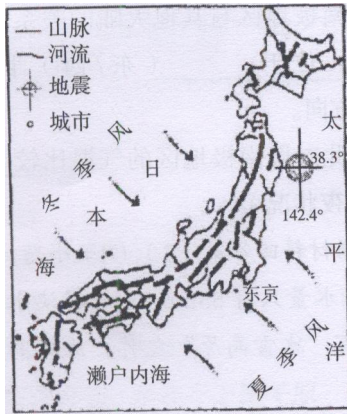 山脉
河流
地震
城市
冬季风
日本海
太平洋
38.3°
142.4°
东京
濑户内海
夏季风